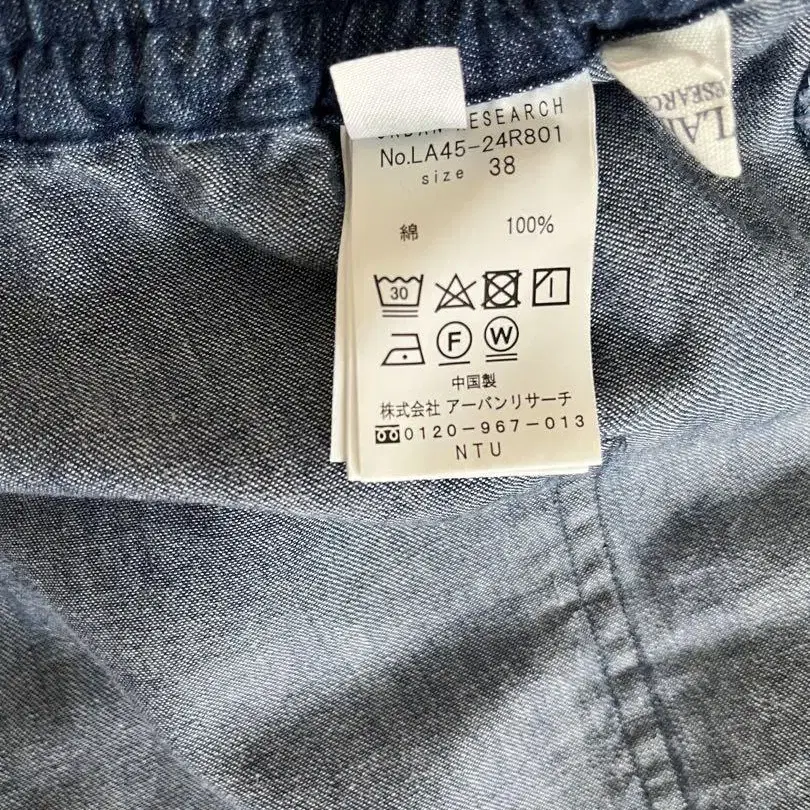 URBAN RESEARCH
No.LA45-24R801
size 38
綿 100%
30
F W
中国製
株式会社 アーバンリサーチ
0120-967-013
NTU